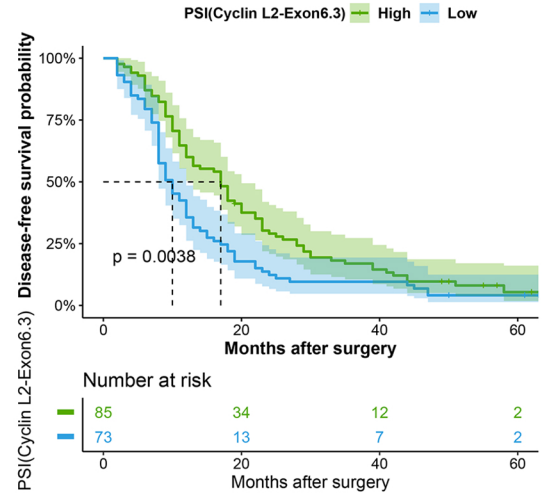 PSI(Cyclin L2-Exon6.3) High Low
Disease-free survival probability
100%
75%
50%
25%
0%
p = 0.0038
0 20 40 60
Months after surgery
Number at risk
PSI(Cyclin L2-Exon6.3)
85 34 12 2
73 13 7 2
0 20 40 60
Months after surgery